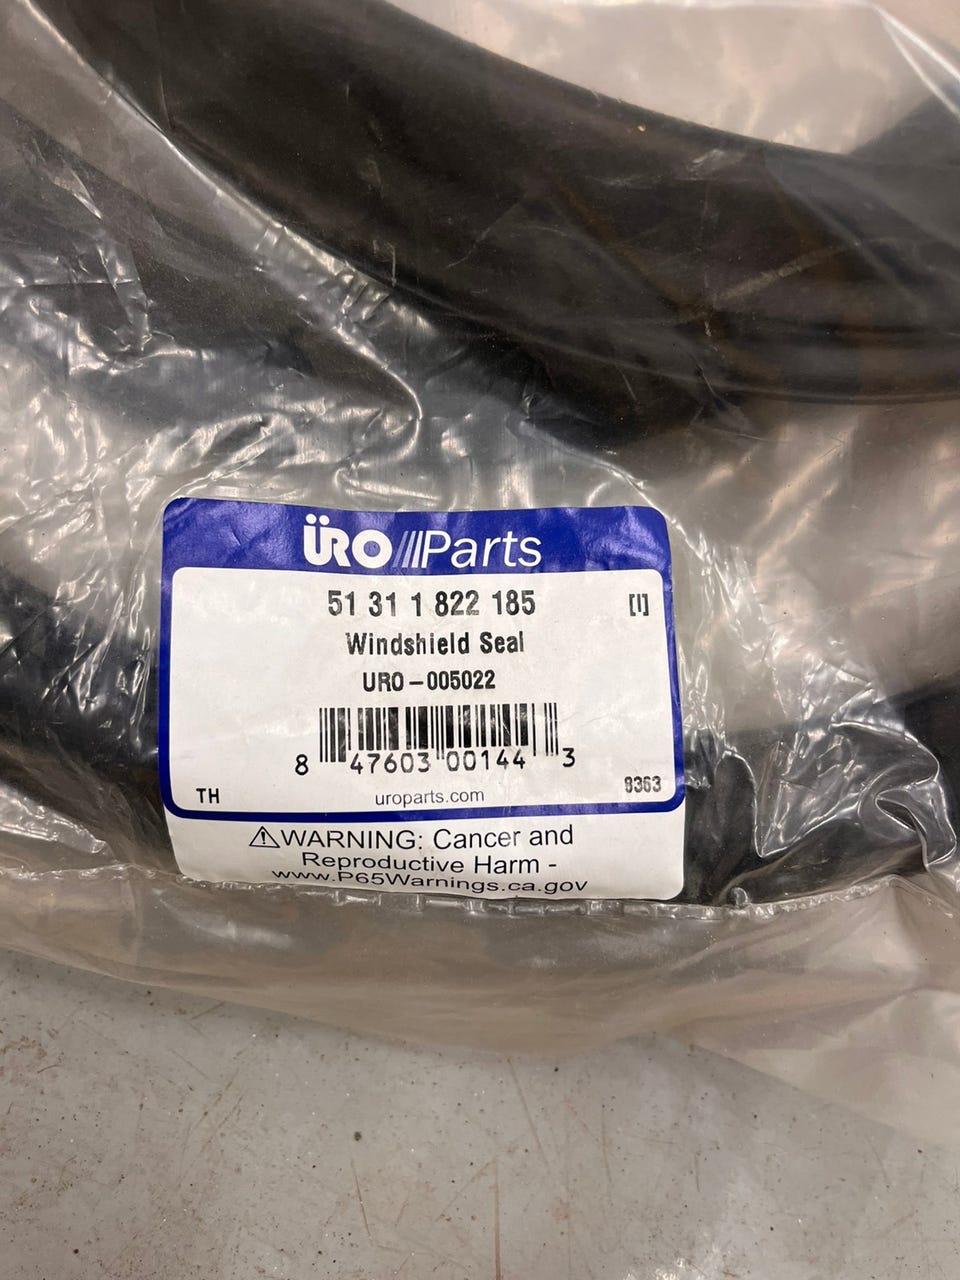 ÜRO///Parts
51 31 1 822 185 [I]
Windshield Seal
URO-005022
8 47603 00144 3
TH uroparts.com 8363
⚠WARNING: Cancer and
Reproductive Harm -
www.P65Warnings.ca.gov